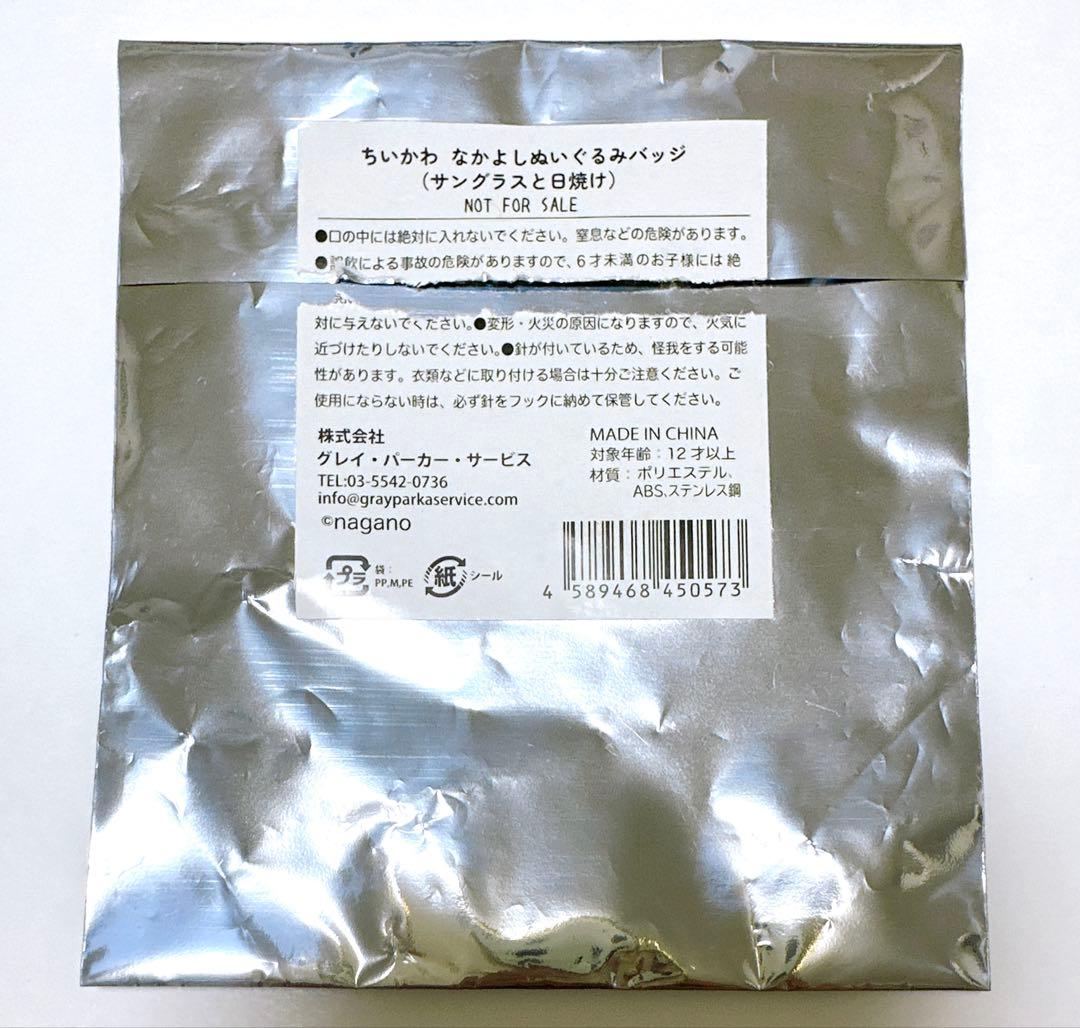 ちいかわ なかよしぬいぐるみバッジ
（サングラスと日焼け）
NOT FOR SALE
●口の中には絶対に入れないでください。窒息などの危険があります。
●誤飲による事故の危険がありますので、6才未満のお子様には絶
対に与えないでください。●変形・火災の原因になりますので、火気に
近づけたりしないでください。●針が付いているため、怪我をする可能
性があります。衣類などに取り付ける場合は十分ご注意ください。ご
使用にならない時は、必ず針をフックに納めて保管してください。
株式会社
グレイ・パーカー・サービス
TEL:03-5542-0736
info@grayparkaservice.com
©nagano
MADE IN CHINA
対象年齢：12才以上
材質：ポリエステル、
ABS、ステンレス鋼
プラ
袋：
PP,M,PE
紙
シール
4 589468 450573